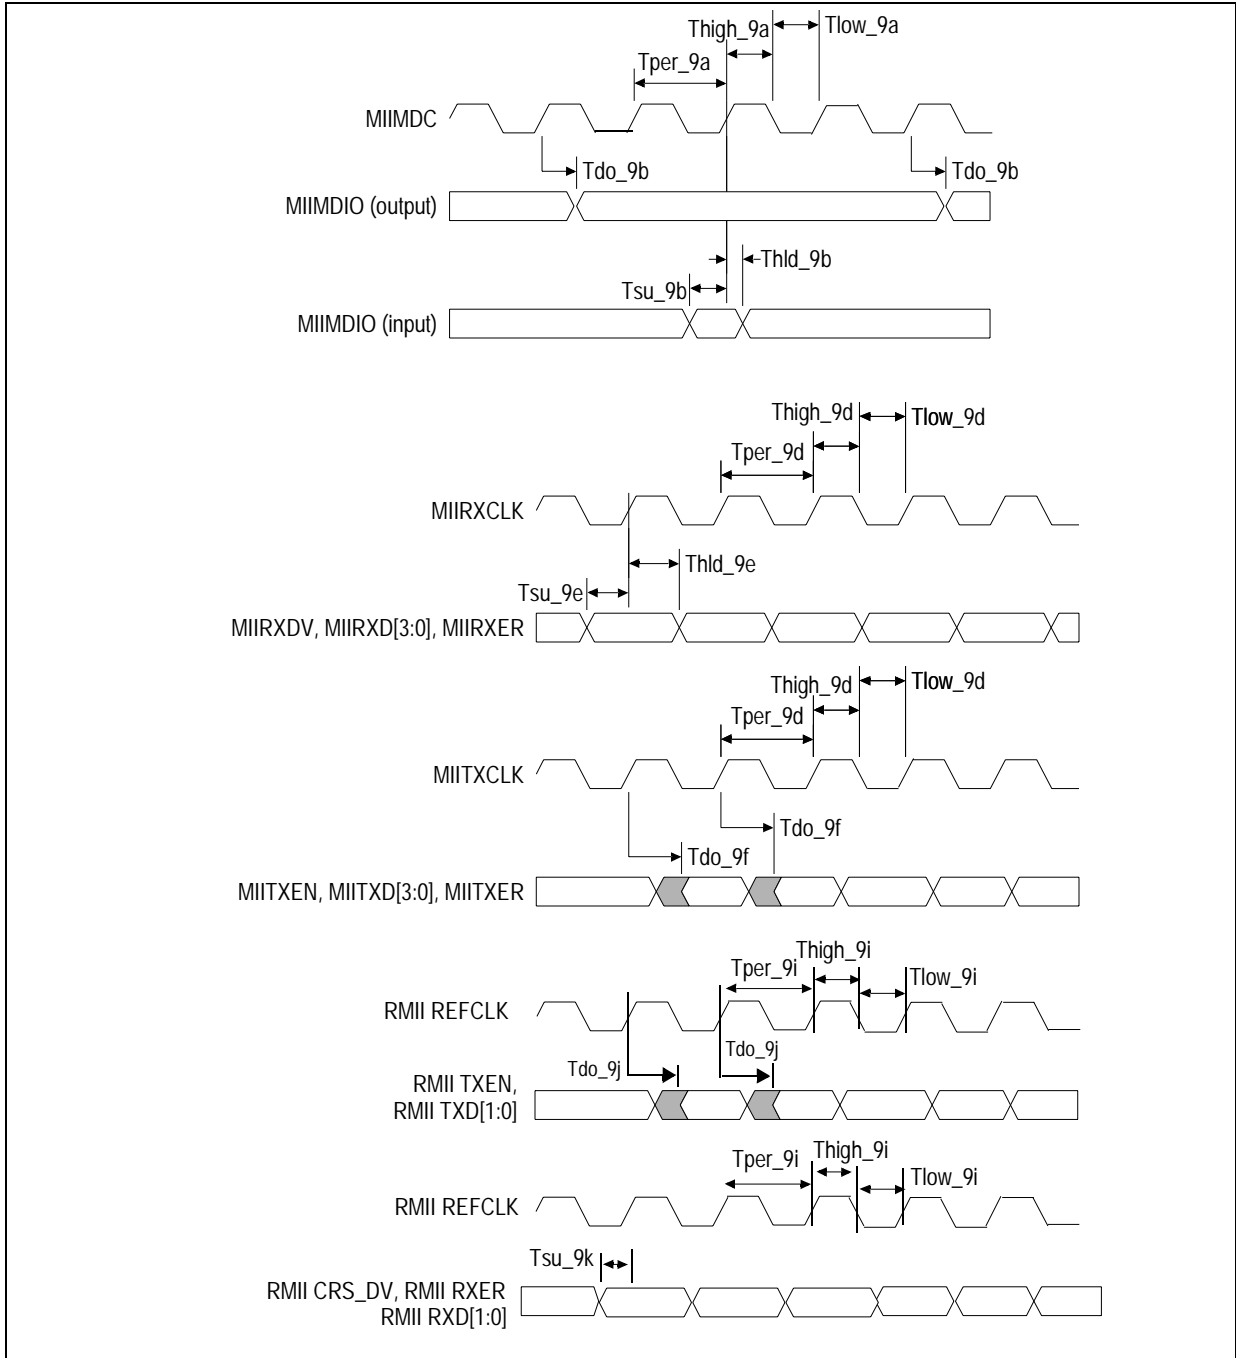 Thigh_9a
Tlow_9a
Tper_9a
MIIMDC
Tdo_9b
Tdo_9b
MIIMDIO (output)
Thld_9b
Tsu_9b
MIIMDIO (input)
Thigh_9d
Tlow_9d
Tper_9d
MIIRXCLK
Thld_9e
Tsu_9e
MIIRXDV, MIIRXD[3:0], MIIRXER
Thigh_9d
Tlow_9d
Tper_9d
MIITXCLK
Tdo_9f
Tdo_9f
MIITXEN, MIITXD[3:0], MIITXER
Thigh_9i
Tper_9i
Tlow_9i
RMII REFCLK
Tdo_9j
Tdo_9j
RMII TXEN,
RMII TXD[1:0]
Thigh_9i
Tper_9i
Tlow_9i
RMII REFCLK
Tsu_9k
RMII CRS_DV, RMII RXER
RMII RXD[1:0]